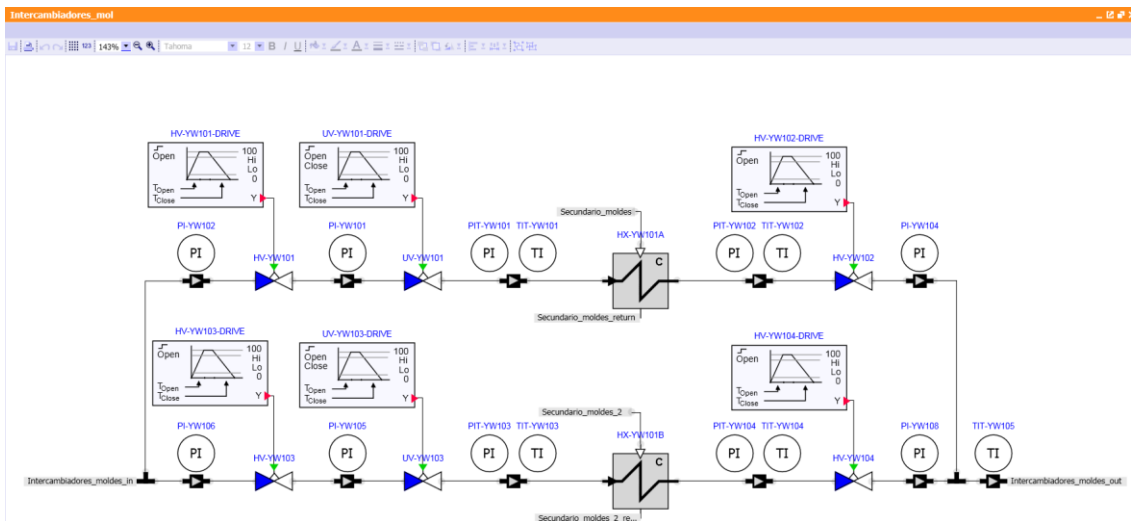 Intercambiadores_mol
123 143% Tahoma 12 B I U A
HV-YW101-DRIVE UV-YW101-DRIVE HV-YW102-DRIVE
Open 100 Hi Lo 0 TOpen TClose Y
Open Close 100 Hi Lo 0 TOpen TClose Y
Open 100 Hi Lo 0 TOpen TClose Y
Secundario_moldes
PI-YW102 PI-YW101 PIT-YW101 TIT-YW101 HX-YW101A PIT-YW102 TIT-YW102 PI-YW104
PI HV-YW101 PI UV-YW101 PI TI C PI TI HV-YW102 PI
Secundario_moldes_return
HV-YW103-DRIVE UV-YW103-DRIVE HV-YW104-DRIVE
Open 100 Hi Lo 0 TOpen TClose Y
Open Close 100 Hi Lo 0 TOpen TClose Y
Open 100 Hi Lo 0 TOpen TClose Y
Secundario_moldes_2
PI-YW106 PI-YW105 PIT-YW103 TIT-YW103 HX-YW101B PIT-YW104 TIT-YW104 PI-YW108 TIT-YW105
PI HV-YW103 PI UV-YW103 PI TI C PI TI HV-YW104 PI TI
Intercambiadores_moldes_in Intercambiadores_moldes_out
Secundario_moldes_2_re...